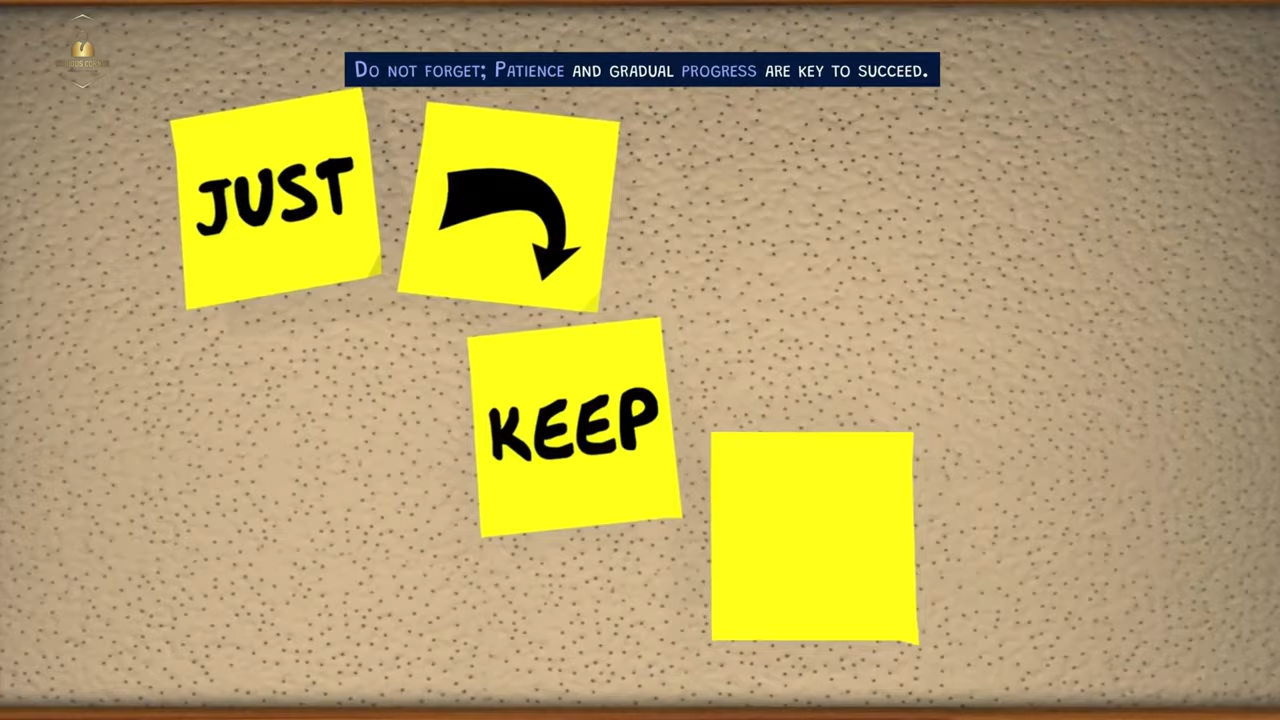 Do not forget; Patience and gradual progress are key to succeed.
JUST
KEEP